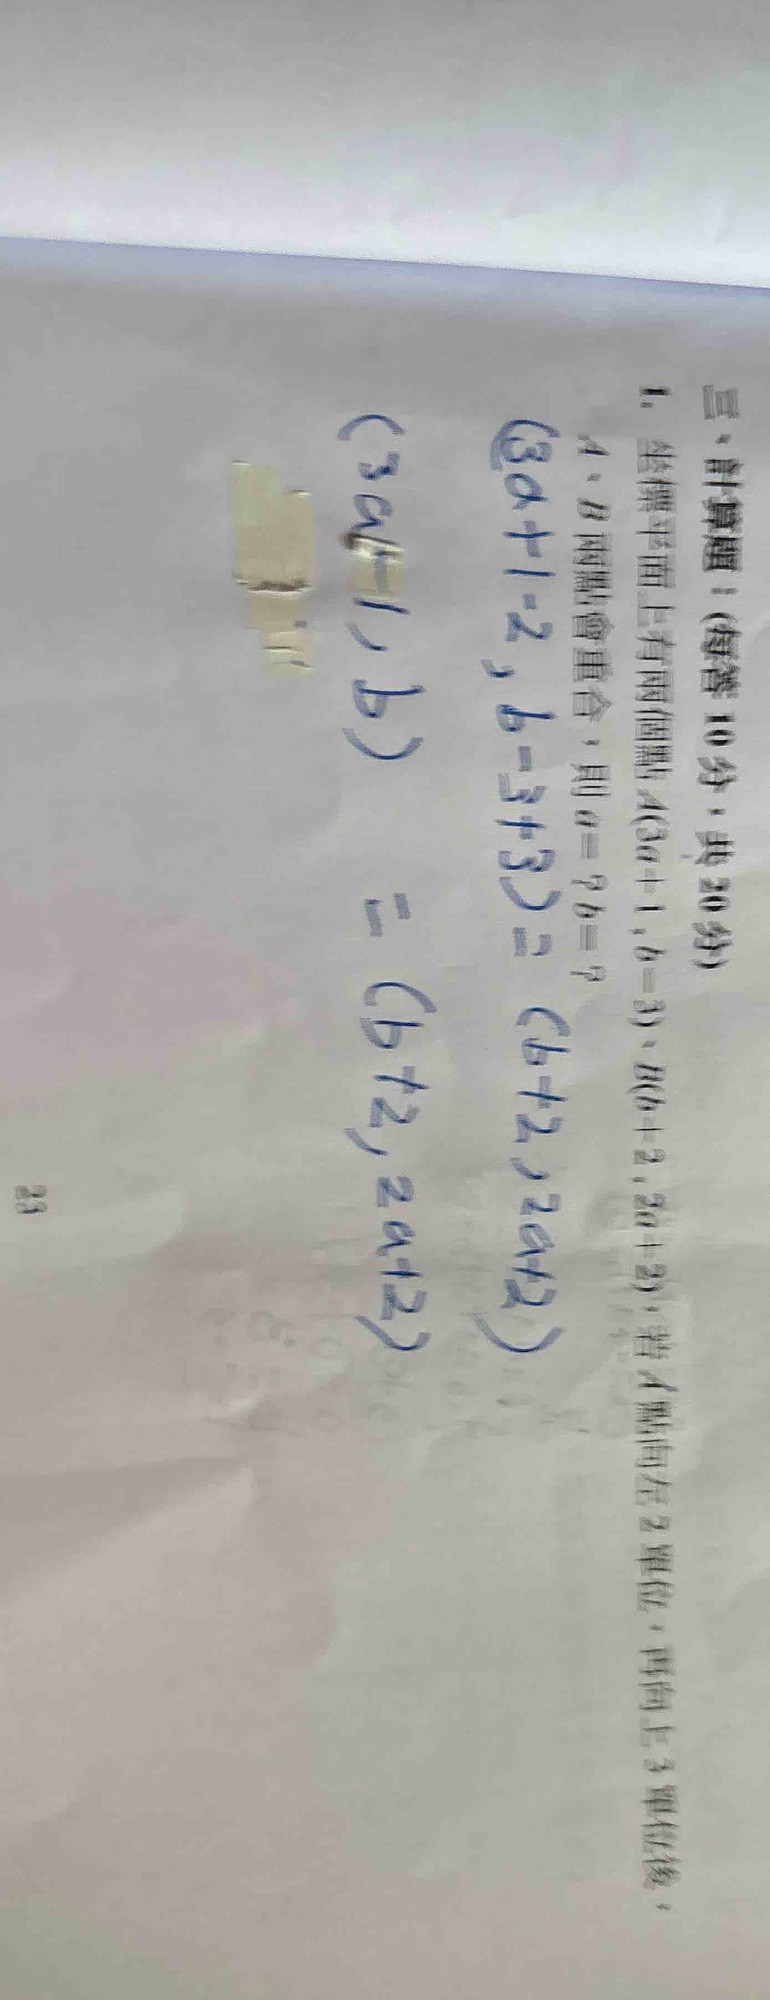 三、計算題：(每答 10 分，共 20 分)
1. 坐標平面上有兩個點 A(3a＋1 , b－3)、B(b＋2 , 2a＋2)，若 A 點向左 2 單位，再向上 3 單位後，
A、B 兩點會重合，則 a＝？b＝？
(3a+1-2, b-3+3)=(b+2, 2a+2)
(3a-1, b) = (b+2, 2a+2)
23